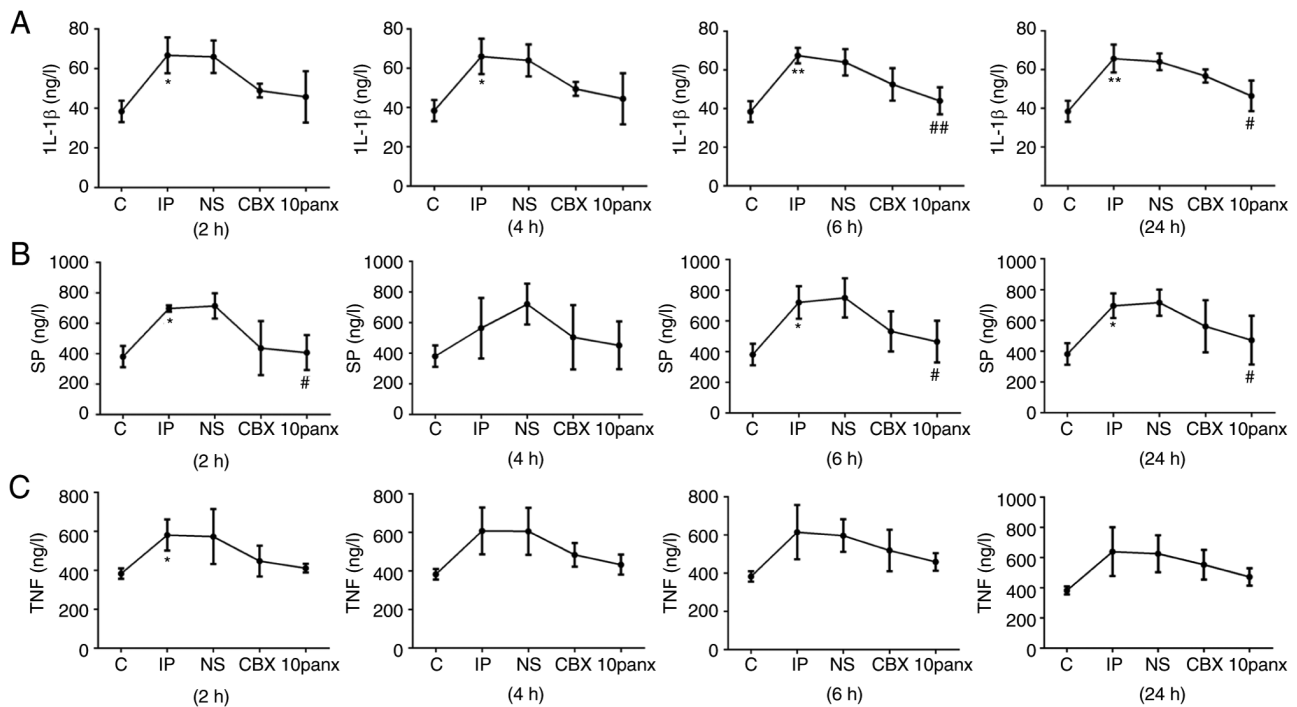 A
1L-1β (ng/l)
80
60
40
20
0
*
C IP NS CBX 10panx
(2 h)
1L-1β (ng/l)
80
60
40
20
0
*
C IP NS CBX 10panx
(4 h)
1L-1β (ng/l)
80
60
40
20
0
**
##
C IP NS CBX 10panx
(6 h)
1L-1β (ng/l)
80
60
40
20
0
**
#
C IP NS CBX 10panx
(24 h)
B
SP (ng/l)
1000
800
600
400
200
0
*
#
C IP NS CBX 10panx
(2 h)
SP (ng/l)
1000
800
600
400
200
0
C IP NS CBX 10panx
(4 h)
SP (ng/l)
1000
800
600
400
200
0
*
#
C IP NS CBX 10panx
(6 h)
SP (ng/l)
1000
800
600
400
200
0
*
#
C IP NS CBX 10panx
(24 h)
C
TNF (ng/l)
800
600
400
200
0
*
C IP NS CBX 10panx
(2 h)
TNF (ng/l)
800
600
400
200
0
C IP NS CBX 10panx
(4 h)
TNF (ng/l)
800
600
400
200
0
C IP NS CBX 10panx
(6 h)
TNF (ng/l)
1000
800
600
400
200
0
C IP NS CBX 10panx
(24 h)